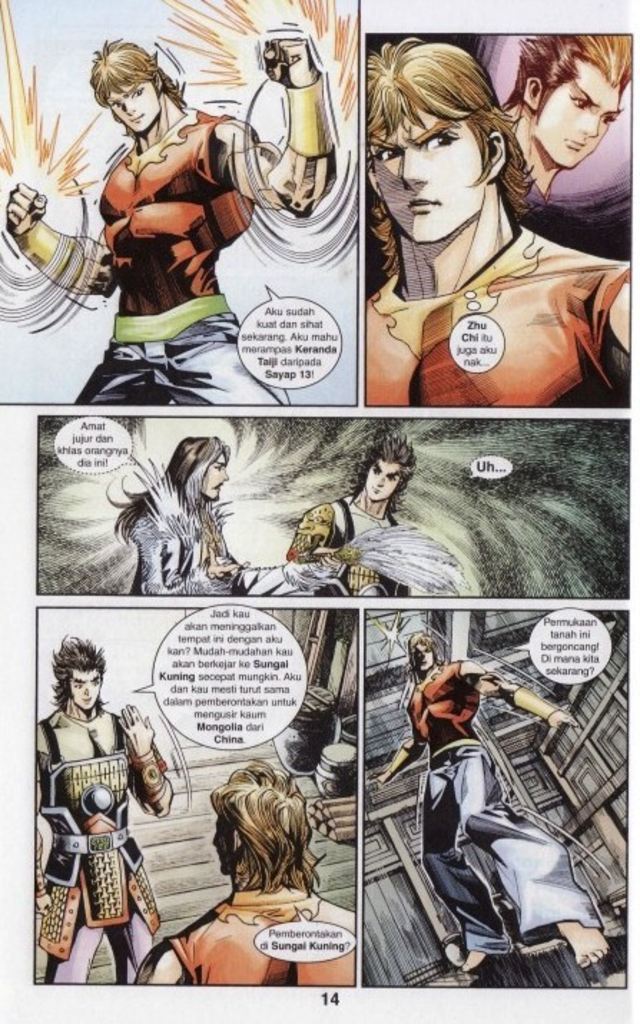 Aku sudah
kuat dan sihat
sekarang. Aku mahu
merampas Keranda
Taiji daripada
Sayap 13!
Zhu
Chi itu
juga aku
nak...
Amat
jujur dan
khlas orangnya
dia ini!
Uh...
Jadi kau
akan meninggalkan
tempat ini dengan aku
kan? Mudah-mudahan kau
akan berkejar ke Sungai
Kuning secepat mungkin. Aku
dan kau mesti turut sama
dalam pemberontakan untuk
mengusir kaum
Mongolia dari
China.
Pemberontakan
di Sungai Kuning?
Permukaan
tanah ini
bergoncang!
Di mana kita
sekarang?
14